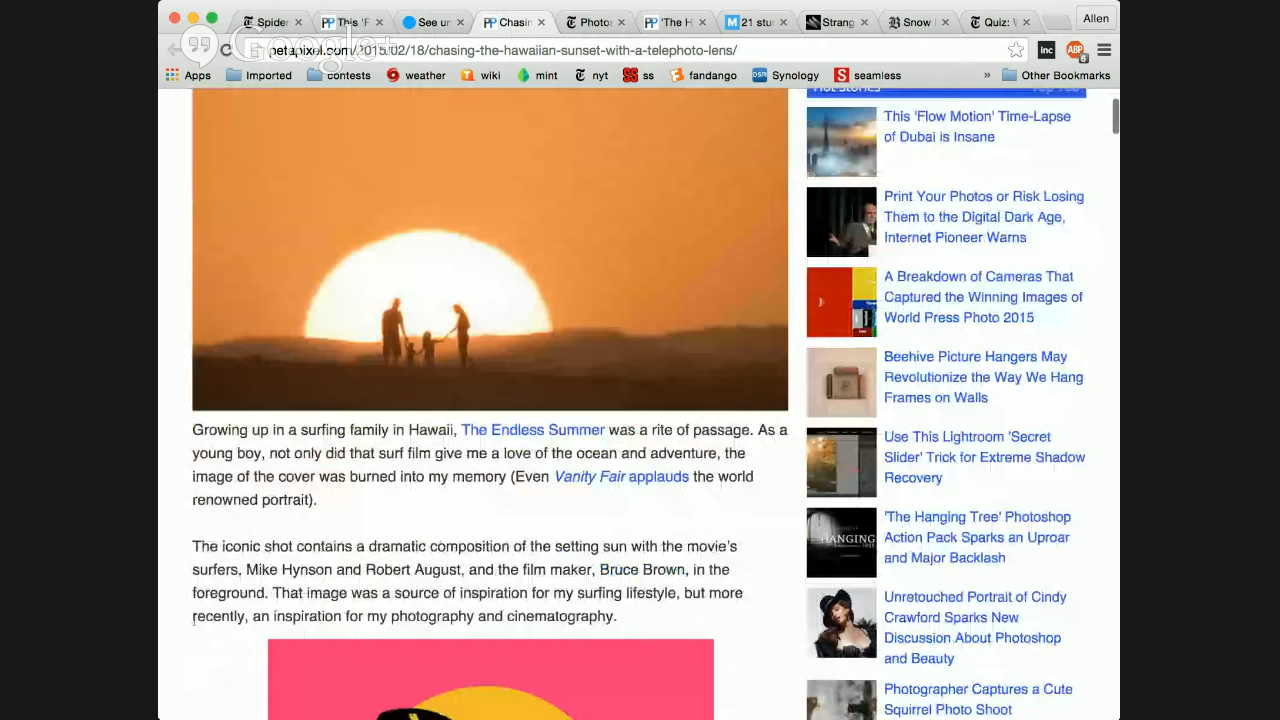 Spider
This 'F
See un
Chasin
Photos
'The H
21 stu
Strang
Snow
Quiz: V
Allen
Google+
petapixel.com/2015/02/18/chasing-the-hawaiian-sunset-with-a-telephoto-lens/
Inc
ABP
6
Apps
Imported
contests
weather
wiki
mint
nyt
ss
fandango
Synology
seamless
»
Other Bookmarks
Growing up in a surfing family in Hawaii, The Endless Summer was a rite of passage. As a
young boy, not only did that surf film give me a love of the ocean and adventure, the
image of the cover was burned into my memory (Even Vanity Fair applauds the world
renowned portrait).
The iconic shot contains a dramatic composition of the setting sun with the movie's
surfers, Mike Hynson and Robert August, and the film maker, Bruce Brown, in the
foreground. That image was a source of inspiration for my surfing lifestyle, but more
recently, an inspiration for my photography and cinematography.
This 'Flow Motion' Time-Lapse
of Dubai is Insane
Print Your Photos or Risk Losing
Them to the Digital Dark Age,
Internet Pioneer Warns
A Breakdown of Cameras That
Captured the Winning Images of
World Press Photo 2015
Beehive Picture Hangers May
Revolutionize the Way We Hang
Frames on Walls
Use This Lightroom 'Secret
Slider' Trick for Extreme Shadow
Recovery
HANGING
'The Hanging Tree' Photoshop
Action Pack Sparks an Uproar
and Major Backlash
Unretouched Portrait of Cindy
Crawford Sparks New
Discussion About Photoshop
and Beauty
Photographer Captures a Cute
Squirrel Photo Shoot